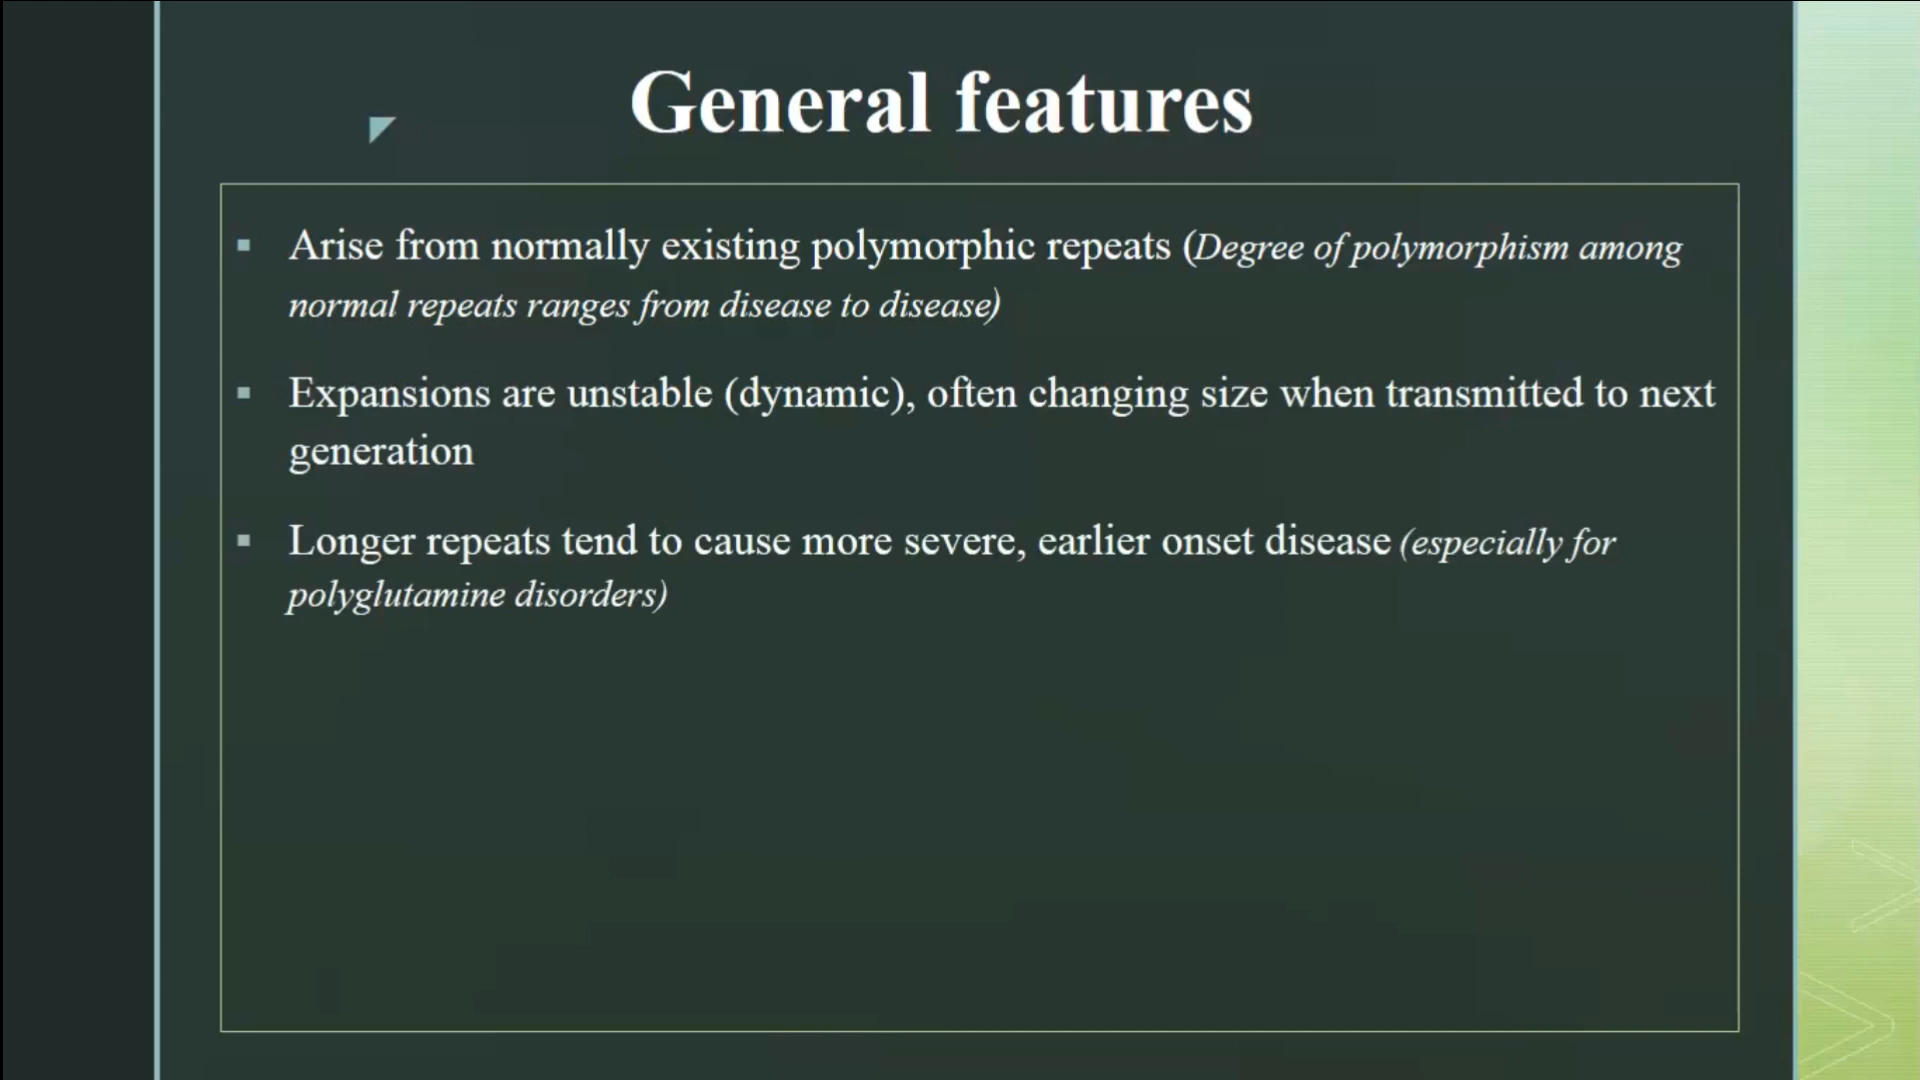 General features
▪ Arise from normally existing polymorphic repeats (Degree of polymorphism among
normal repeats ranges from disease to disease)
▪ Expansions are unstable (dynamic), often changing size when transmitted to next
generation
▪ Longer repeats tend to cause more severe, earlier onset disease (especially for
polyglutamine disorders)